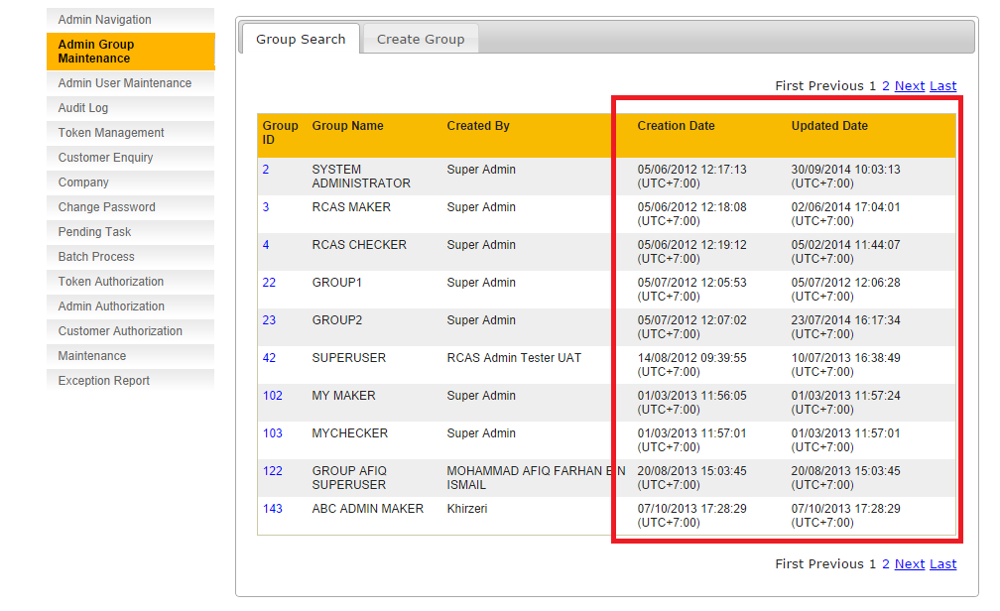 Admin Navigation
Admin Group
Maintenance
Admin User Maintenance
Audit Log
Token Management
Customer Enquiry
Company
Change Password
Pending Task
Batch Process
Token Authorization
Admin Authorization
Customer Authorization
Maintenance
Exception Report
Group Search Create Group
First Previous 1 2 Next Last
Group Group Name Created By Creation Date Updated Date
ID
2 SYSTEM Super Admin 05/06/2012 12:17:13 30/09/2014 10:03:13
ADMINISTRATOR (UTC+7:00) (UTC+7:00)
3 RCAS MAKER Super Admin 05/06/2012 12:18:08 02/06/2014 17:04:01
(UTC+7:00) (UTC+7:00)
4 RCAS CHECKER Super Admin 05/06/2012 12:19:12 05/02/2014 11:44:07
(UTC+7:00) (UTC+7:00)
22 GROUP1 Super Admin 05/07/2012 12:05:53 05/07/2012 12:06:28
(UTC+7:00) (UTC+7:00)
23 GROUP2 Super Admin 05/07/2012 12:07:02 23/07/2014 16:17:34
(UTC+7:00) (UTC+7:00)
42 SUPERUSER RCAS Admin Tester UAT 14/08/2012 09:39:55 10/07/2013 16:38:49
(UTC+7:00) (UTC+7:00)
102 MY MAKER Super Admin 01/03/2013 11:56:05 01/03/2013 11:57:24
(UTC+7:00) (UTC+7:00)
103 MYCHECKER Super Admin 01/03/2013 11:57:01 01/03/2013 11:57:01
(UTC+7:00) (UTC+7:00)
122 GROUP AFIQ MOHAMMAD AFIQ FARHAN BIN 20/08/2013 15:03:45 20/08/2013 15:03:45
SUPERUSER ISMAIL (UTC+7:00) (UTC+7:00)
143 ABC ADMIN MAKER Khirzeri 07/10/2013 17:28:29 07/10/2013 17:28:29
(UTC+7:00) (UTC+7:00)
First Previous 1 2 Next Last